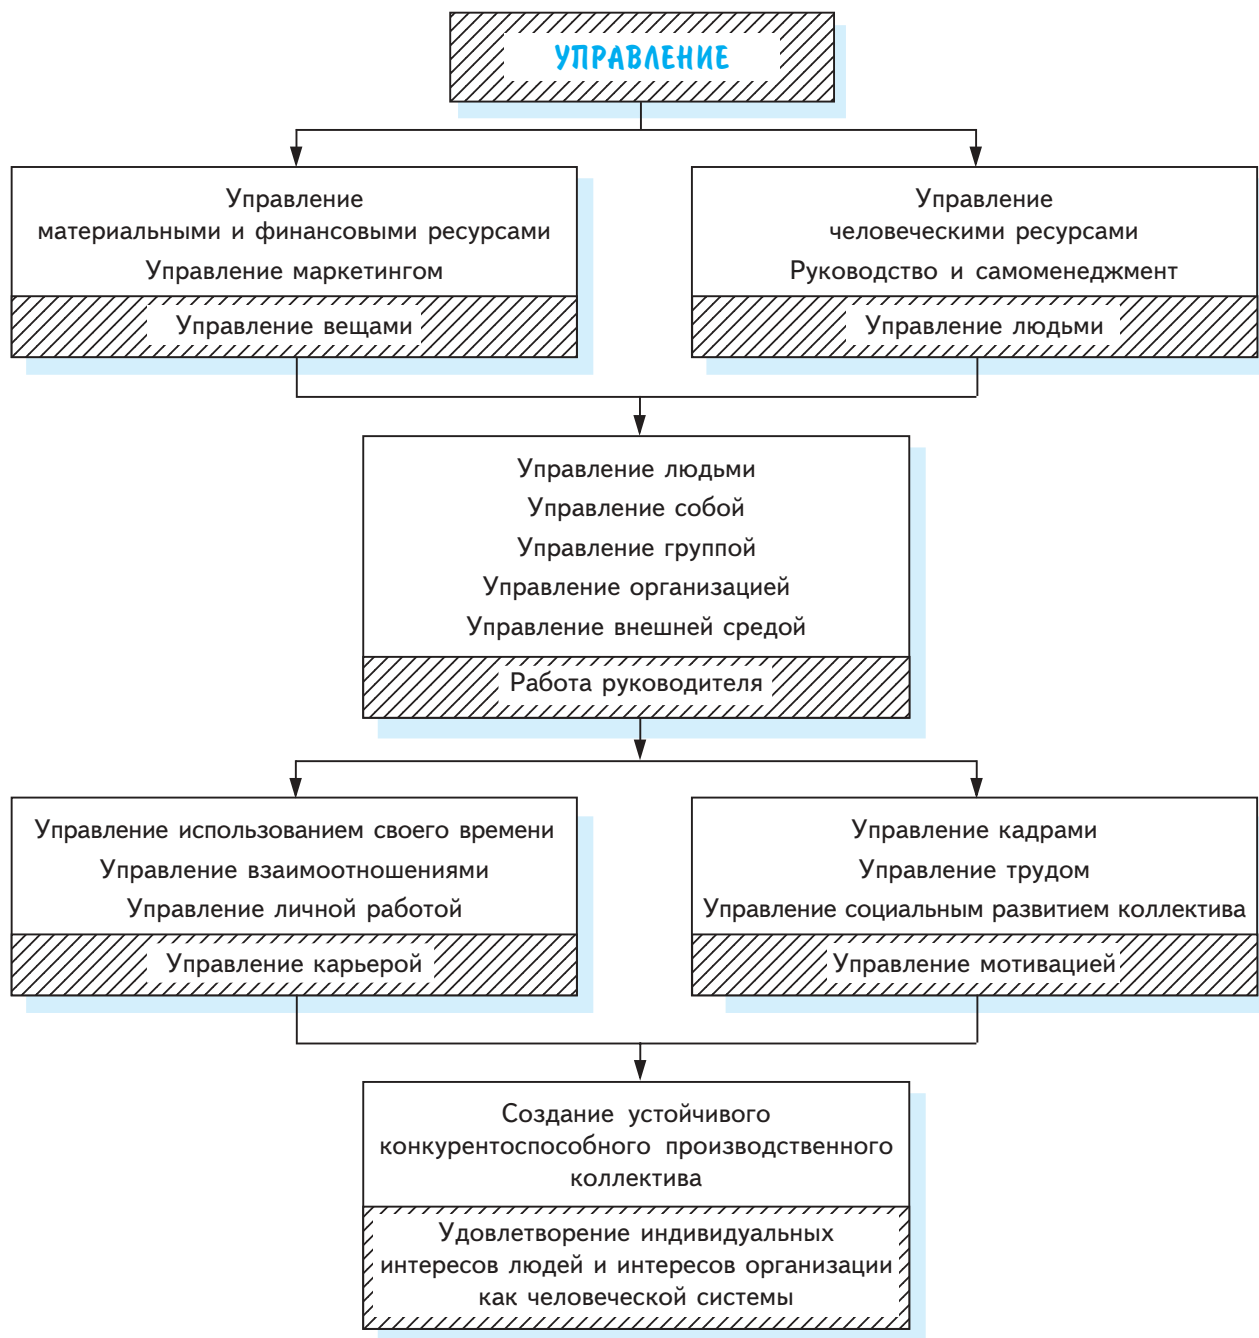 УПРАВЛЕНИЕ
Управление
материальными и финансовыми ресурсами
Управление маркетингом
Управление вещами
Управление
человеческими ресурсами
Руководство и самоменеджмент
Управление людьми
Управление людьми
Управление собой
Управление группой
Управление организацией
Управление внешней средой
Работа руководителя
Управление использованием своего времени
Управление взаимоотношениями
Управление личной работой
Управление карьерой
Управление кадрами
Управление трудом
Управление социальным развитием коллектива
Управление мотивацией
Создание устойчивого
конкурентоспособного производственного
коллектива
Удовлетворение индивидуальных
интересов людей и интересов организации
как человеческой системы